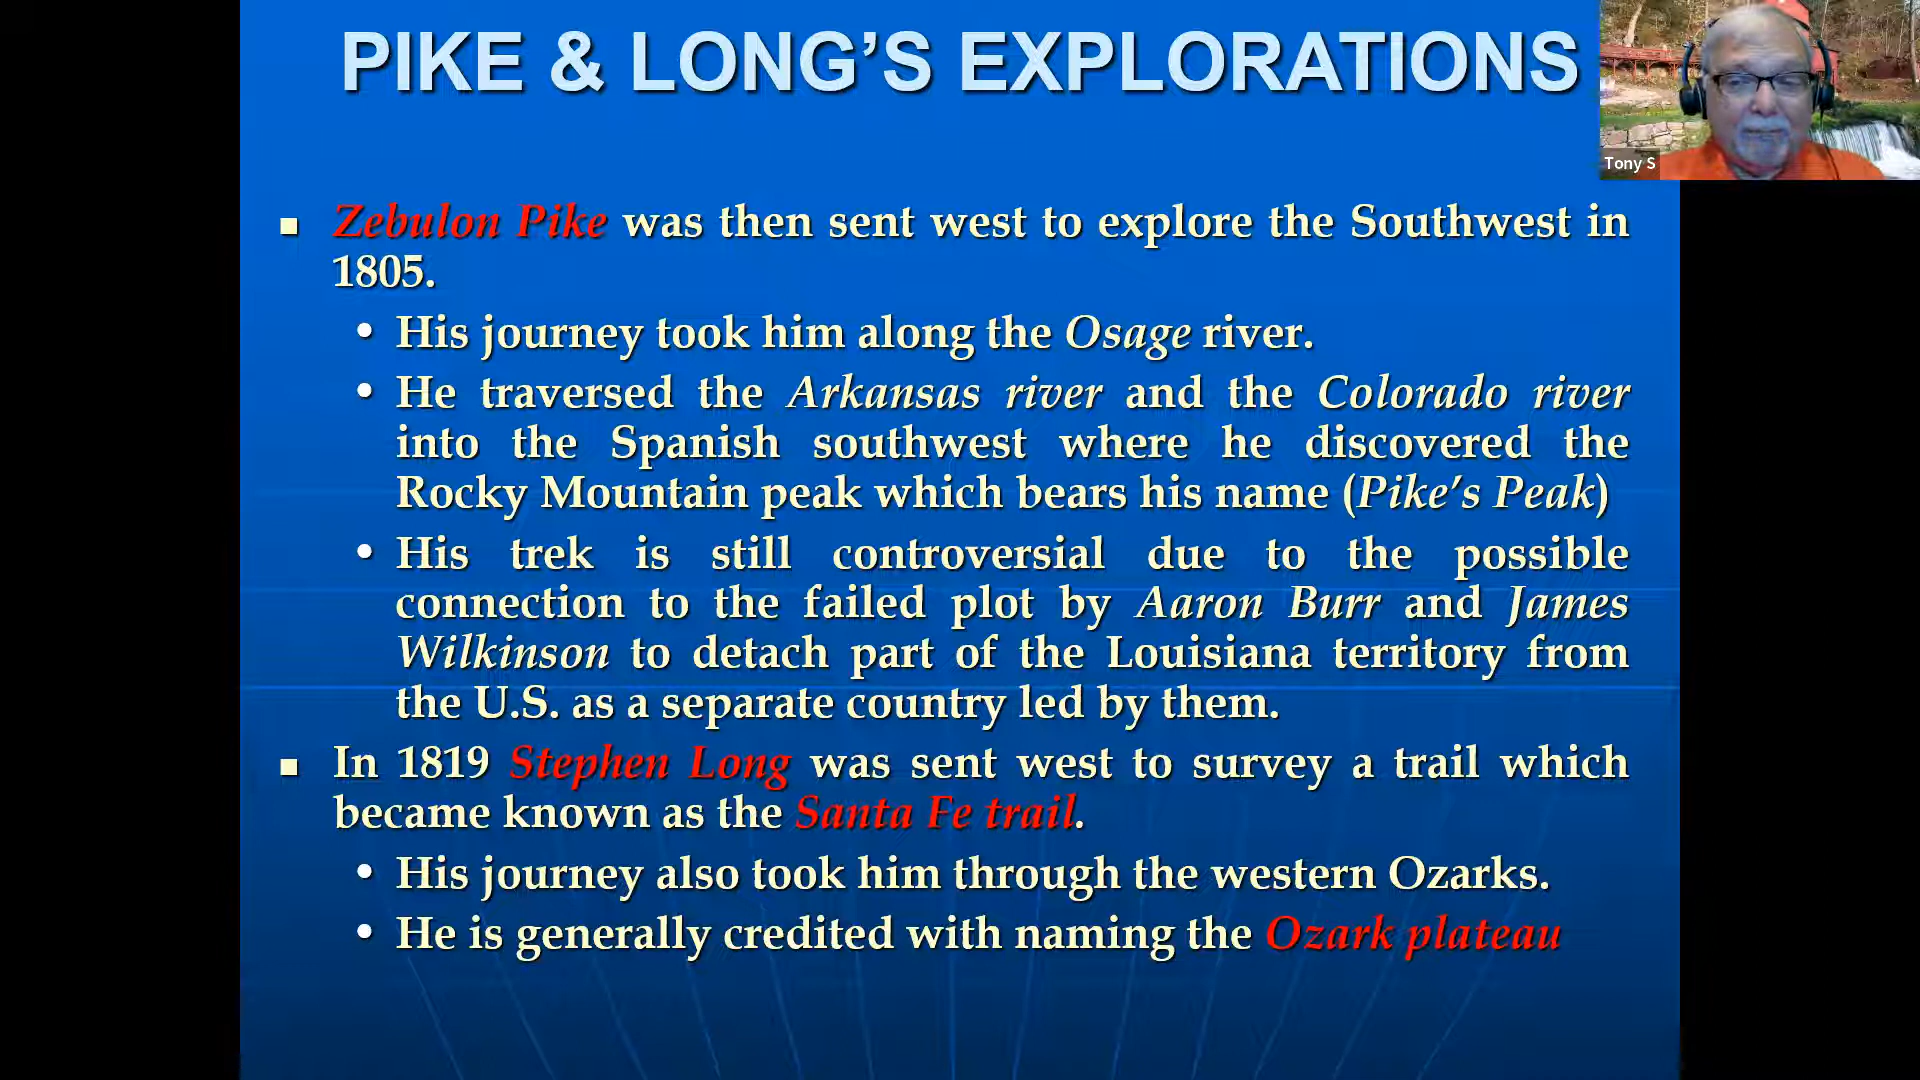 PIKE & LONG’S EXPLORATIONS
Tony S
Zebulon Pike was then sent west to explore the Southwest in
1805.
His journey took him along the Osage river.
He traversed the Arkansas river and the Colorado river
into the Spanish southwest where he discovered the
Rocky Mountain peak which bears his name (Pike’s Peak)
His trek is still controversial due to the possible
connection to the failed plot by Aaron Burr and James
Wilkinson to detach part of the Louisiana territory from
the U.S. as a separate country led by them.
In 1819 Stephen Long was sent west to survey a trail which
became known as the Santa Fe trail.
His journey also took him through the western Ozarks.
He is generally credited with naming the Ozark plateau